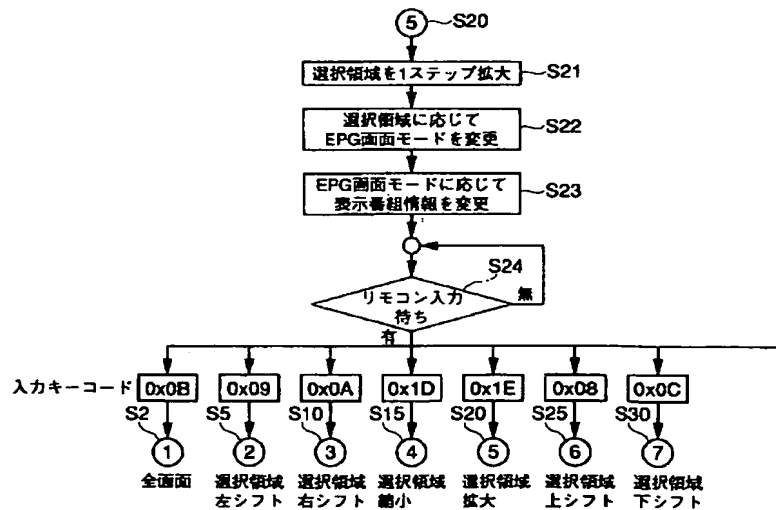 5 S20
選択領域を1ステップ拡大 S21
選択領域に応じて
EPG画面モードを変更 S22
EPG画面モードに応じて
表示番組情報を変更 S23
S24
リモコン入力
待ち
無
有
入力キーコード 0x0B 0x09 0x0A 0x1D 0x1E 0x08 0x0C
S2 S5 S10 S15 S20 S25 S30
1 2 3 4 5 6 7
全画面 選択領域 選択領域 選択領域 選択領域 選択領域 選択領域
左シフト 右シフト 縮小 拡大 上シフト 下シフト